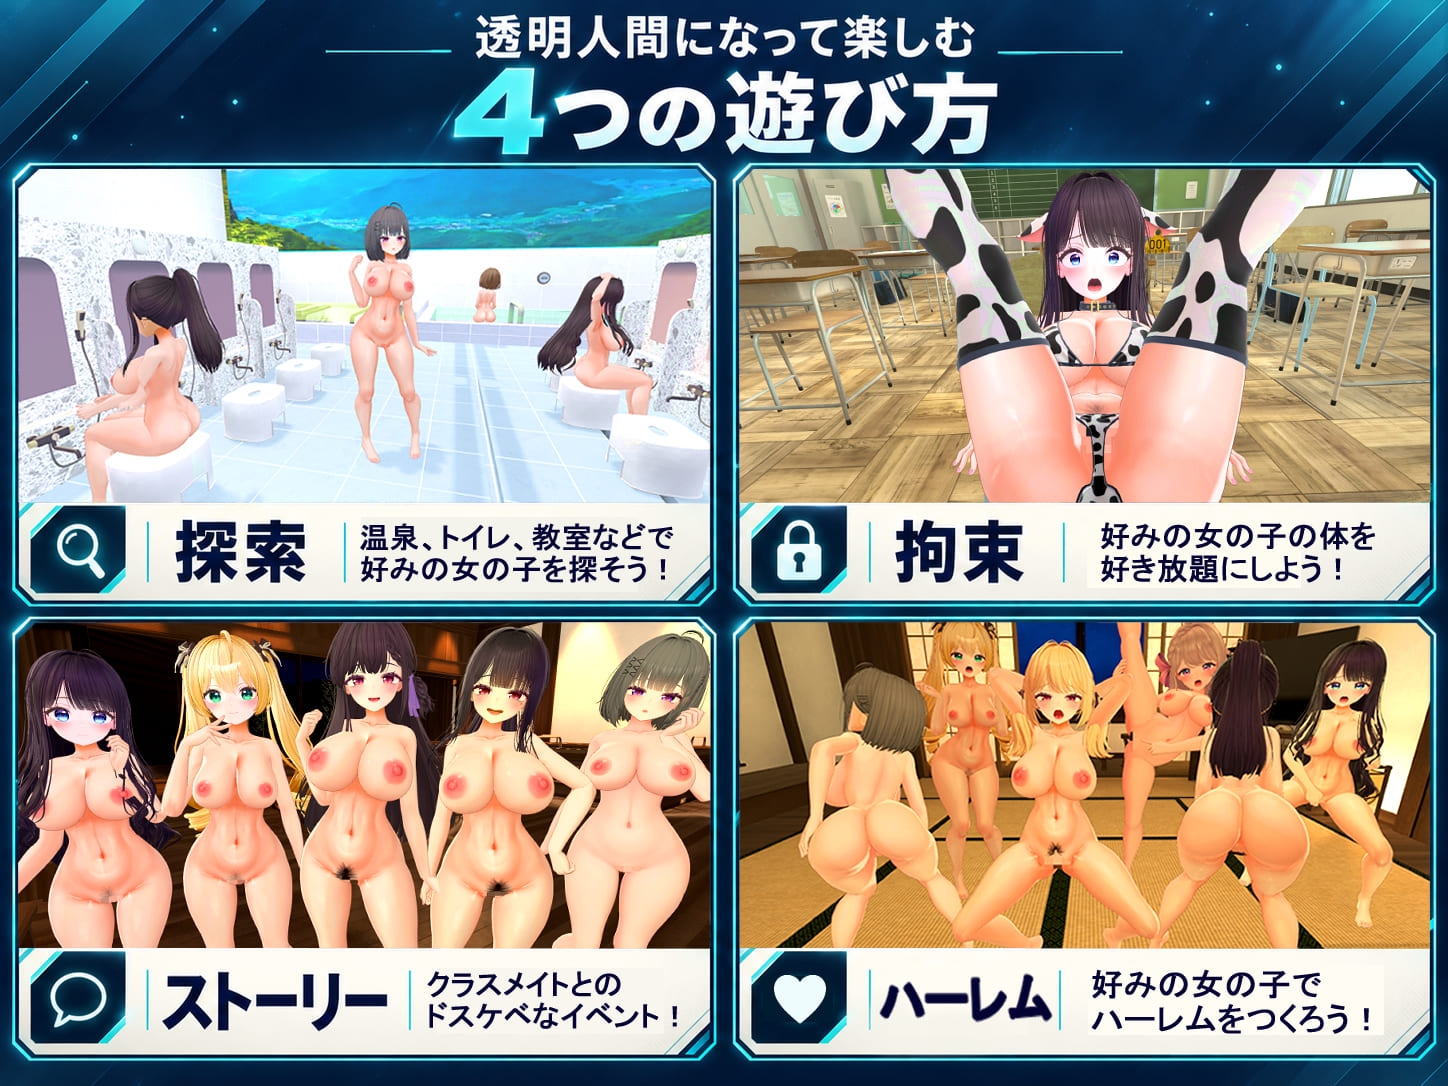 透明人間になって楽しむ
4つの遊び方
001
探索
温泉、トイレ、教室などで
好みの女の子を探そう！
拘束
好みの女の子の体を
好き放題にしよう！
ストーリー
クラスメイトとの
ドスケベなイベント！
ハーレム
好みの女の子で
ハーレムをつくろう！